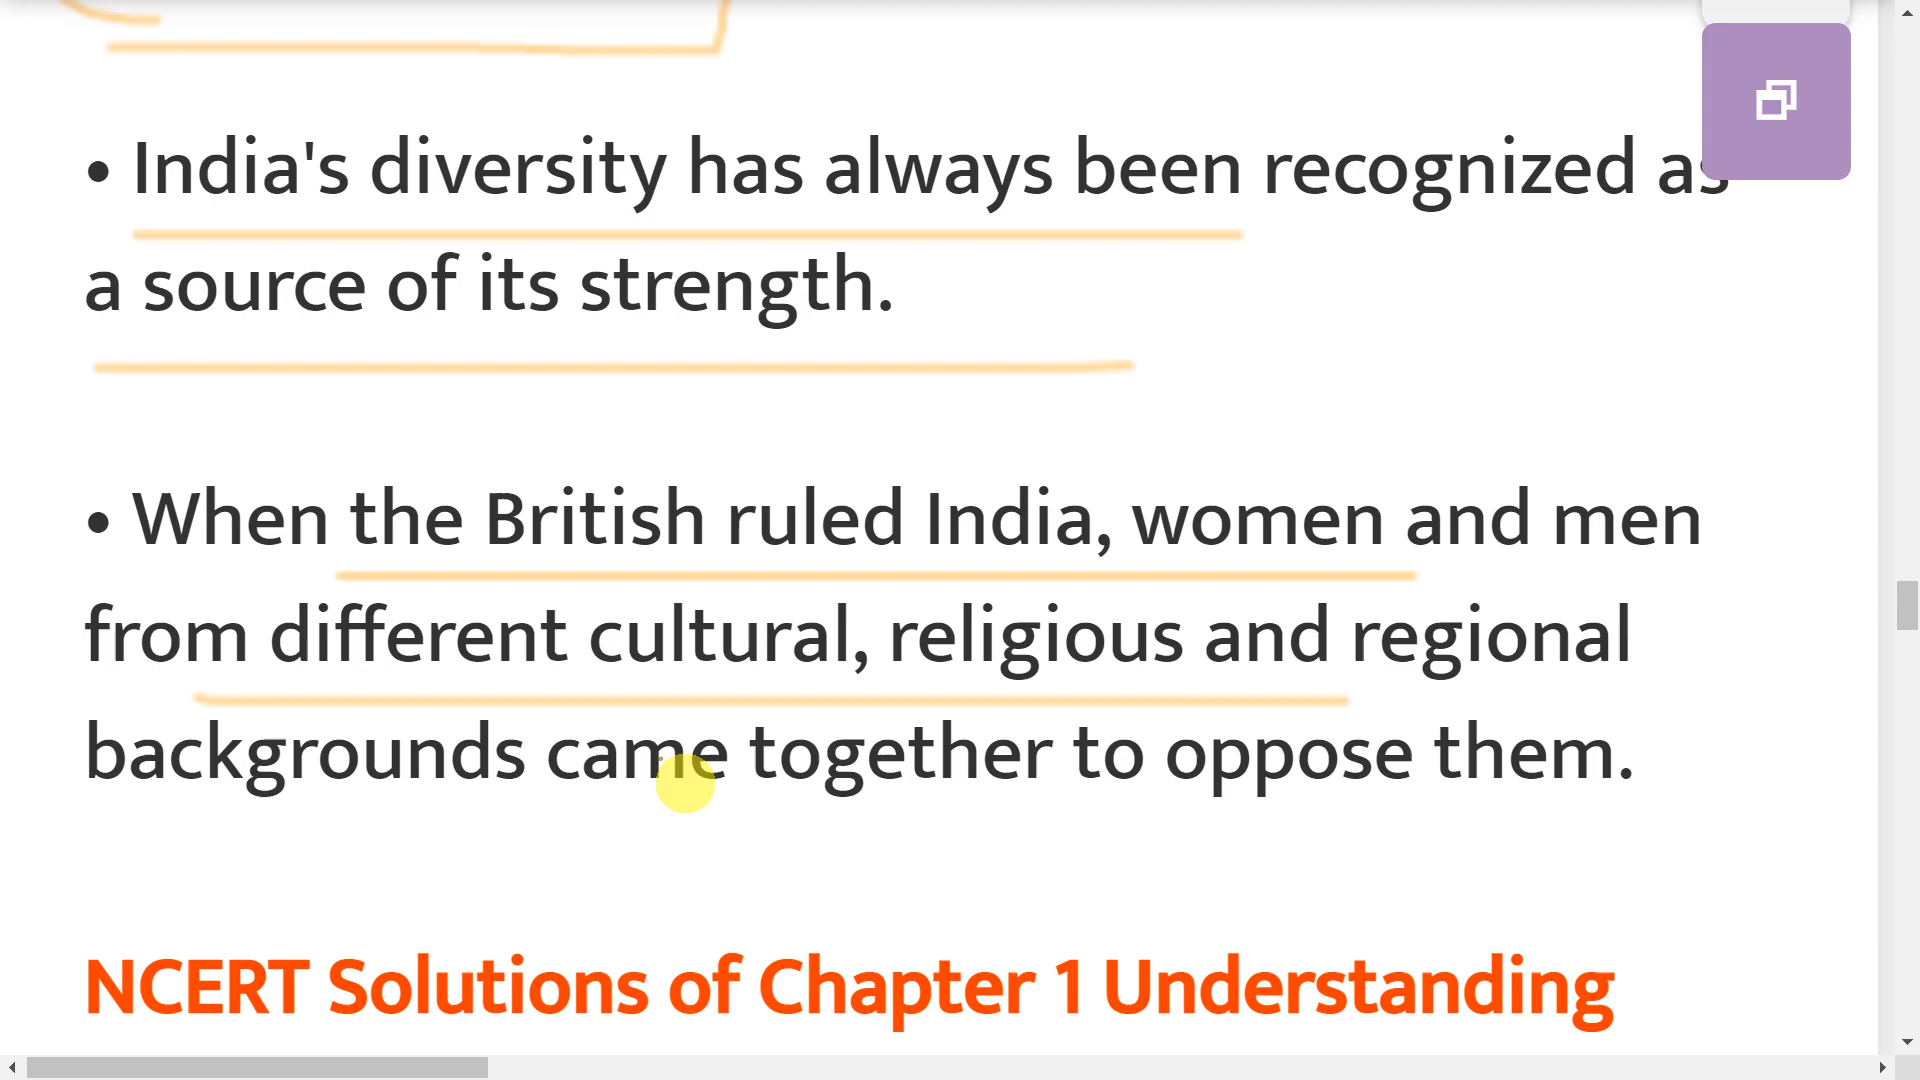 • India's diversity has always been recognized as
a source of its strength.
• When the British ruled India, women and men
from different cultural, religious and regional
backgrounds came together to oppose them.
NCERT Solutions of Chapter 1 Understanding